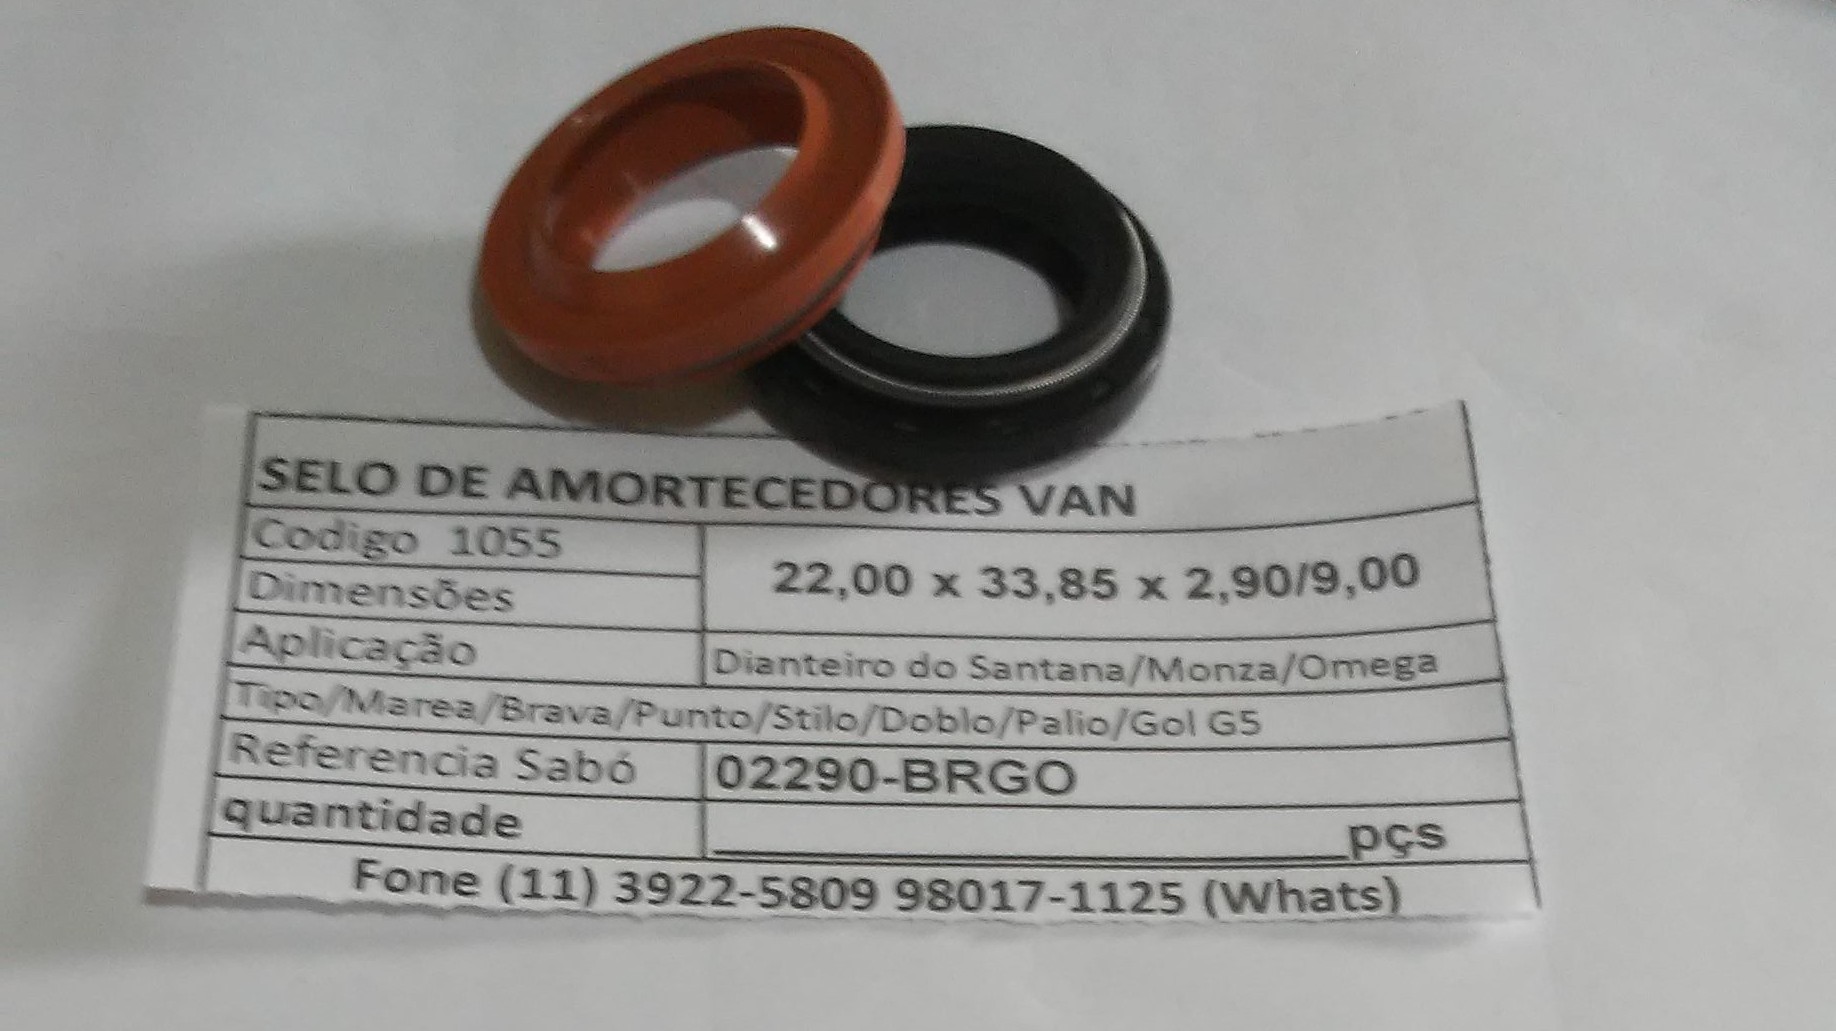 SELO DE AMORTECEDORES VAN
Codigo 1055
22,00 x 33,85 x 2,90/9,00
Dimensões
Aplicação
Dianteiro do Santana/Monza/Omega
Tipo/Marea/Brava/Punto/Stilo/Doblo/Palio/Gol G5
Referencia Sabó 02290-BRGO
quantidade ____________________pçs
Fone (11) 3922-5809 98017-1125 (Whats)